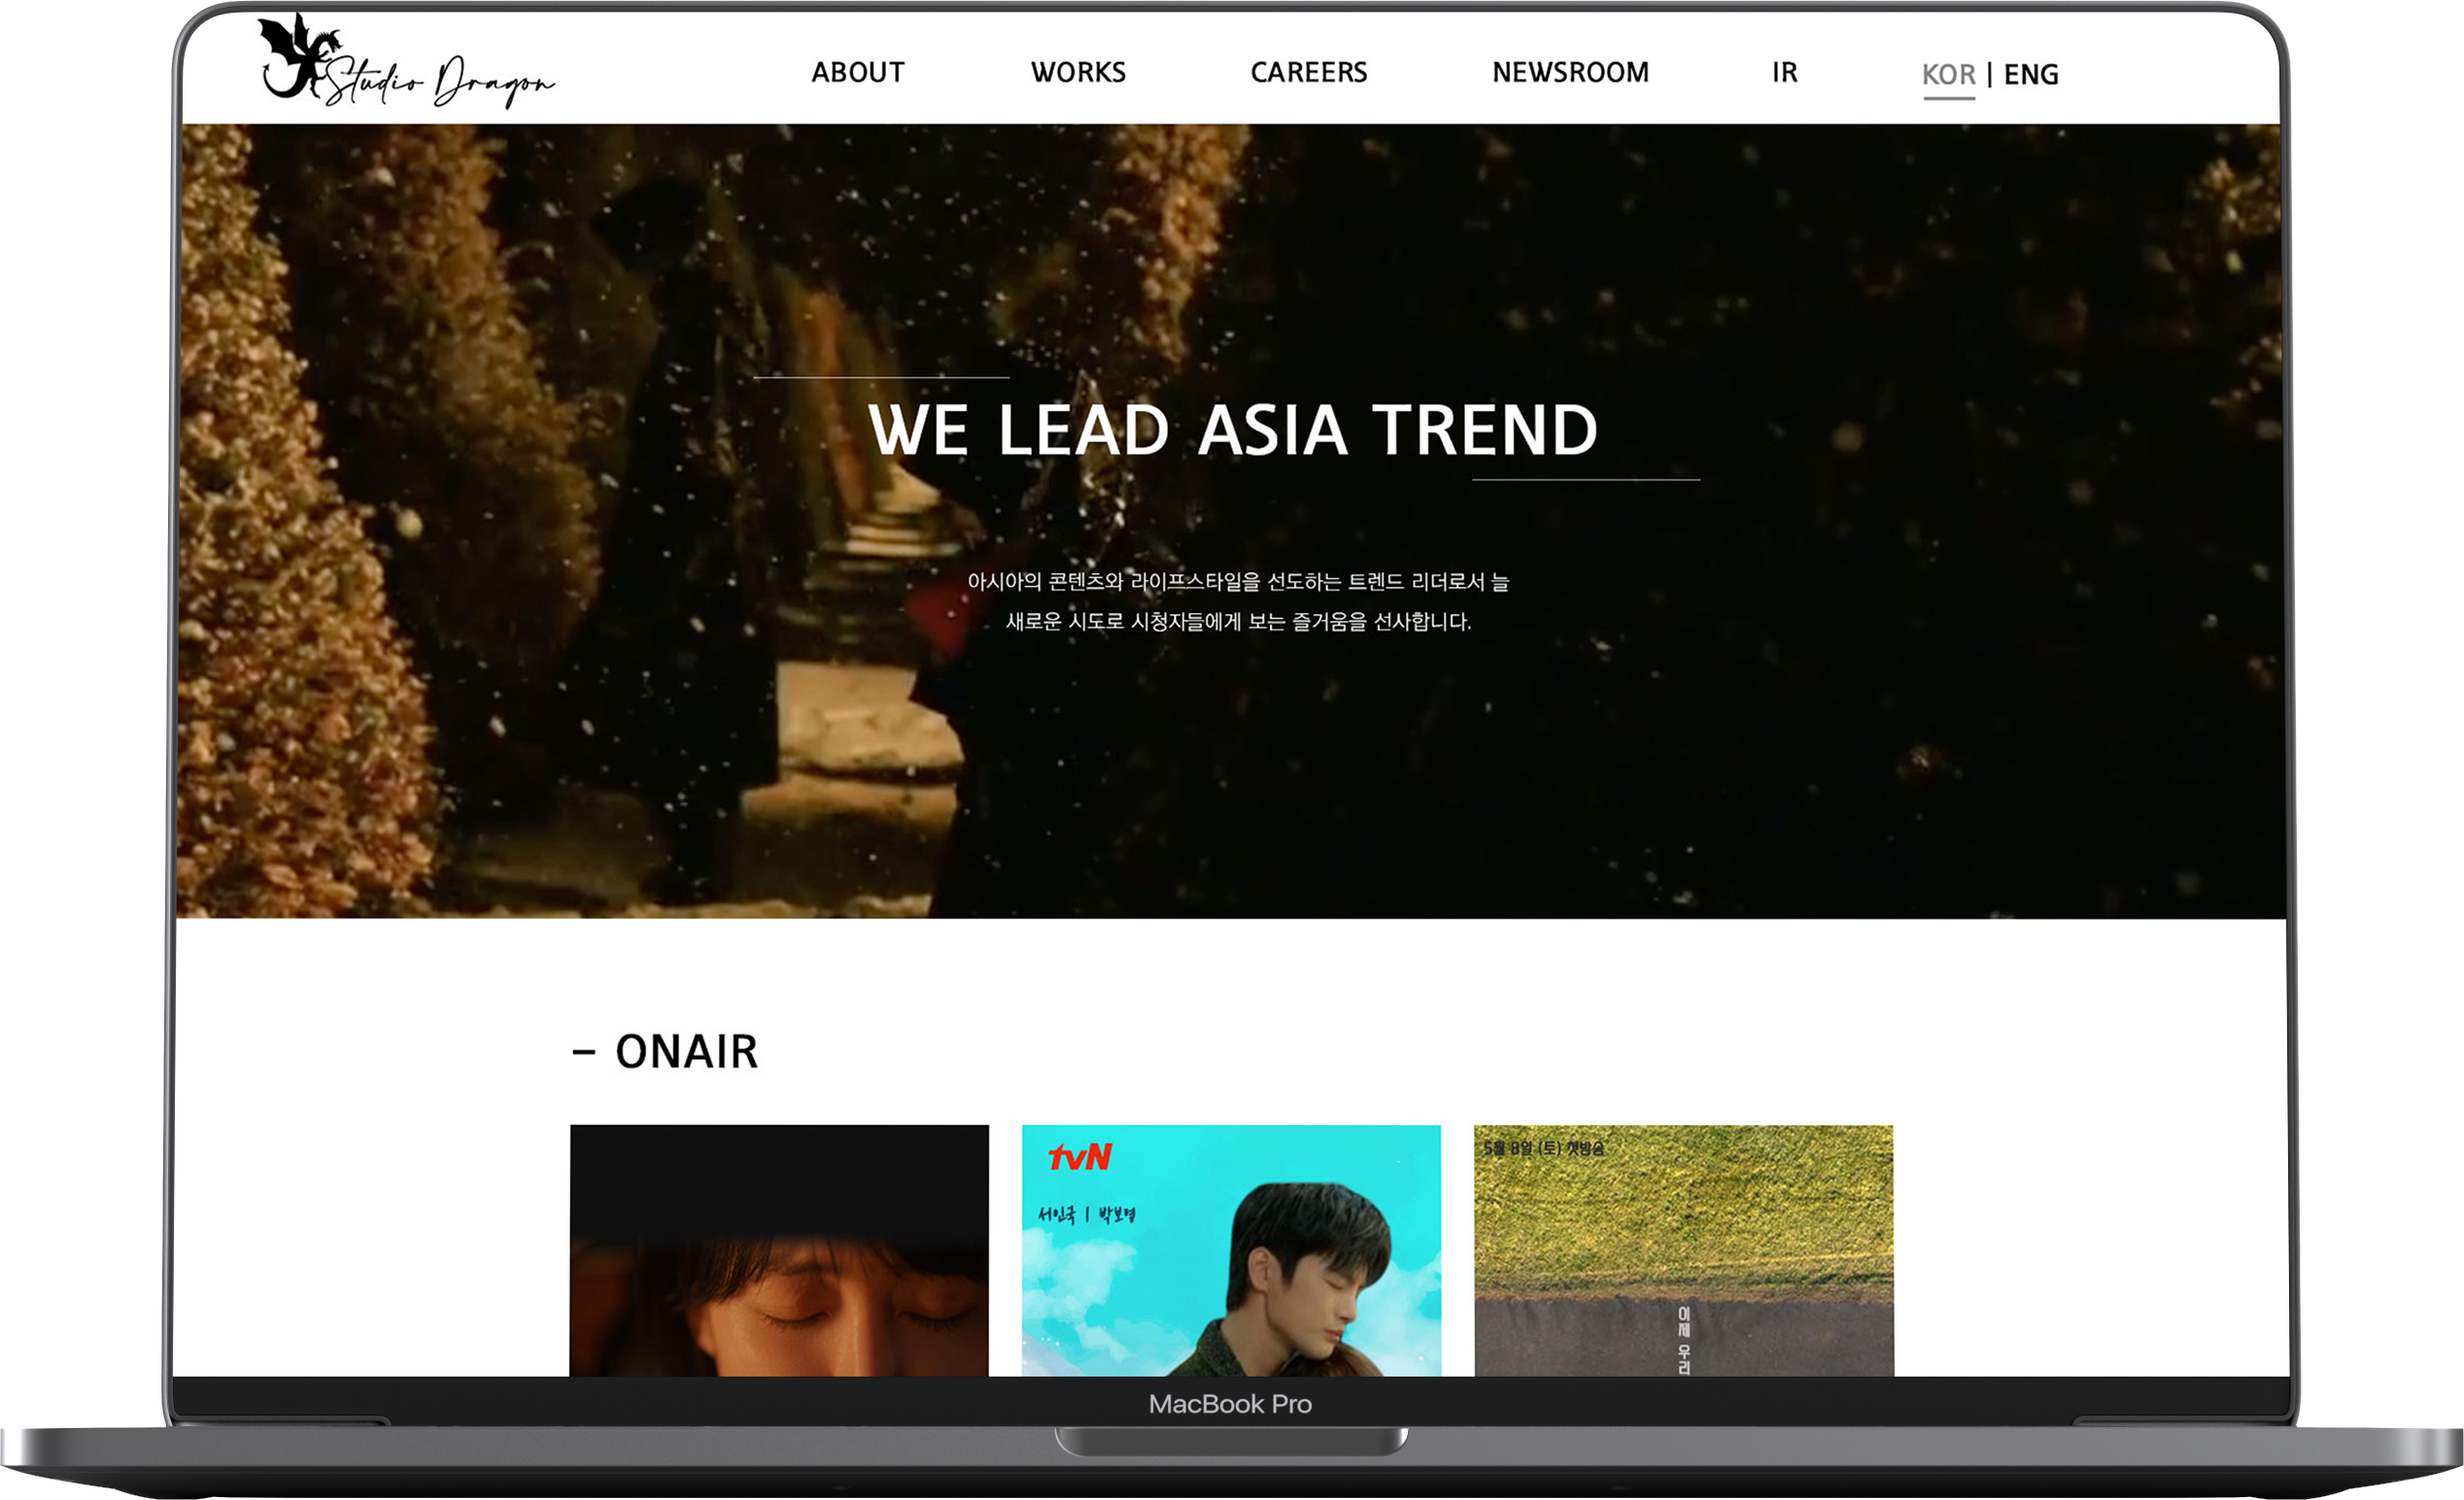 Studio Dragon
ABOUT
WORKS
CAREERS
NEWSROOM
IR
KOR | ENG
WE LEAD ASIA TREND
아시아의 콘텐츠와 라이프스타일을 선도하는 트렌드 리더로서 늘
새로운 시도로 시청자들에게 보는 즐거움을 선사합니다.
– ONAIR
tvN
서인국 | 박보영
5월 8일 (토) 첫방송
이제 우리
MacBook Pro